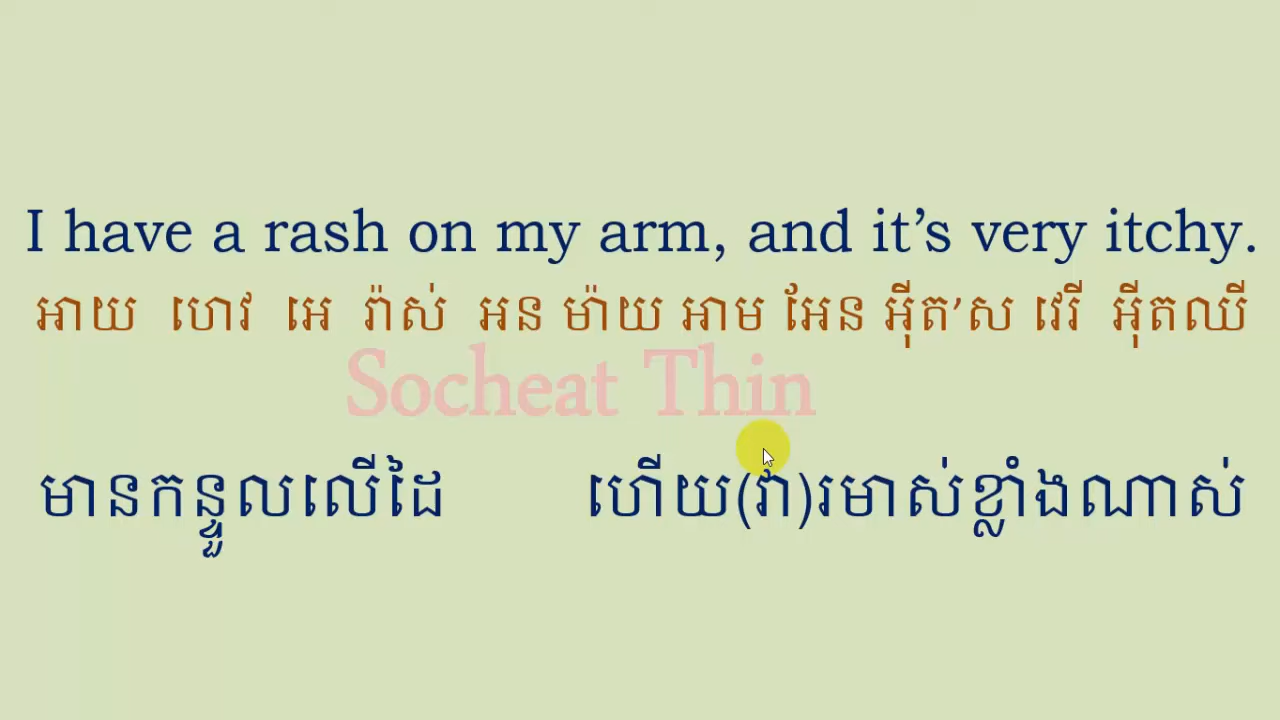 I have a rash on my arm, and it’s very itchy.
អាយ ហេវ អេ រ៉ាស់ អន ម៉ាយ អាម អែន អ៊ីត′ស វេរី អ៊ីតឈី
Socheat Thin
មានកន្ទួលលើដៃ ហើយ(វា)រមាស់ខ្លាំងណាស់